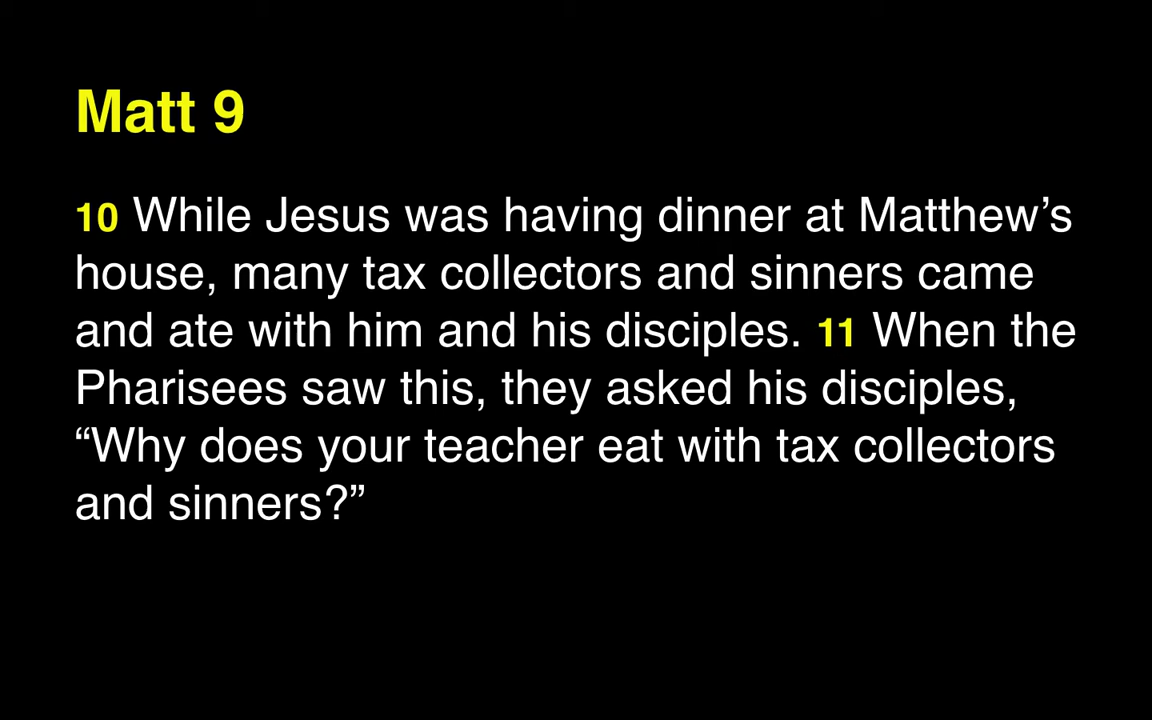 Matt 9
10 While Jesus was having dinner at Matthew’s
house, many tax collectors and sinners came
and ate with him and his disciples. 11 When the
Pharisees saw this, they asked his disciples,
“Why does your teacher eat with tax collectors
and sinners?”